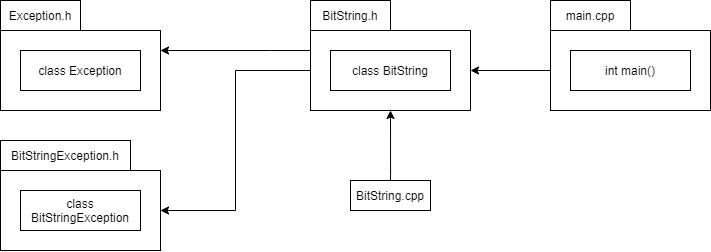 Exception.h
class Exception
BitString.h
class BitString
main.cpp
int main()
BitStringException.h
class
BitStringException
BitString.cpp